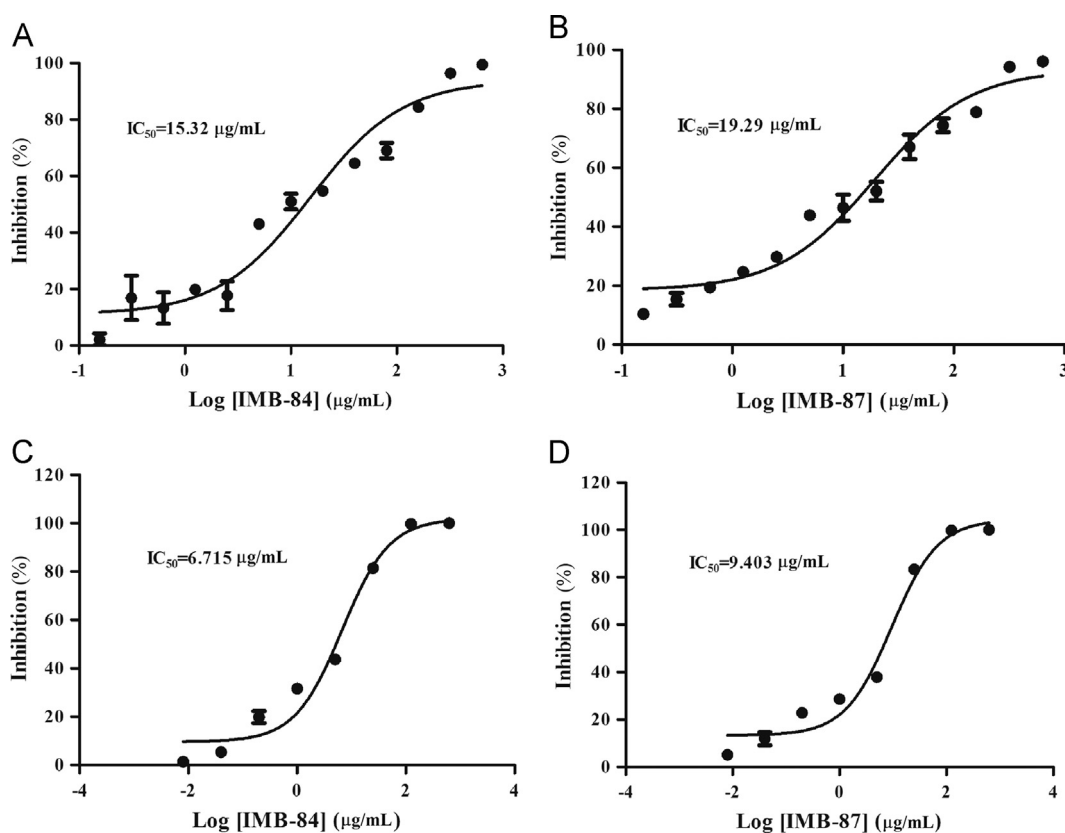 A
100
80
60
40
20
0
IC50=15.32 μg/mL
Inhibition (%)
-1 0 1 2 3
Log [IMB-84] (μg/mL)
B
100
80
60
40
20
0
IC50=19.29 μg/mL
Inhibition (%)
-1 0 1 2 3
Log [IMB-87] (μg/mL)
C
120
100
80
60
40
20
0
IC50=6.715 μg/mL
Inhibition (%)
-4 -2 0 2 4
Log [IMB-84] (μg/mL)
D
120
100
80
60
40
20
0
IC50=9.403 μg/mL
Inhibition (%)
-4 -2 0 2 4
Log [IMB-87] (μg/mL)